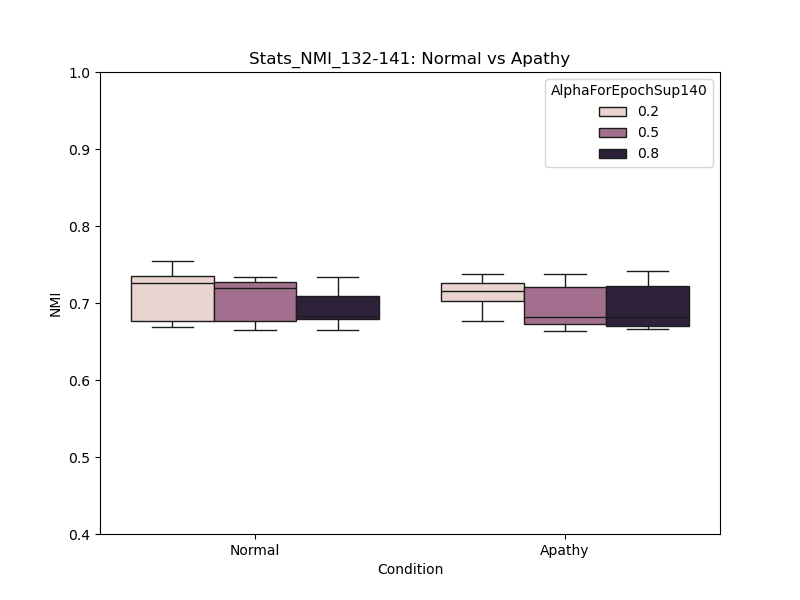 Stats_NMI_132-141: Normal vs Apathy
AlphaForEpochSup140
0.2
0.5
0.8
NMI
1.0
0.9
0.8
0.7
0.6
0.5
0.4
Normal
Apathy
Condition